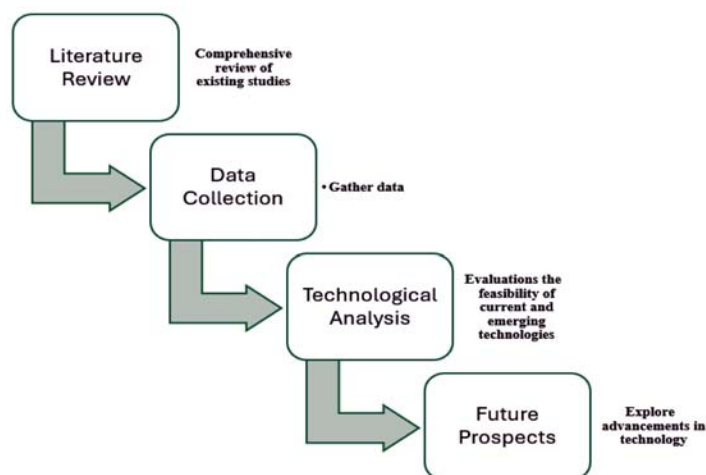 Literature
Review
Comprehensive
review of
existing studies
Data
Collection
• Gather data
Technological
Analysis
Evaluations the
feasibility of
current and
emerging
technologies
Future
Prospects
Explore
advancements in
technology